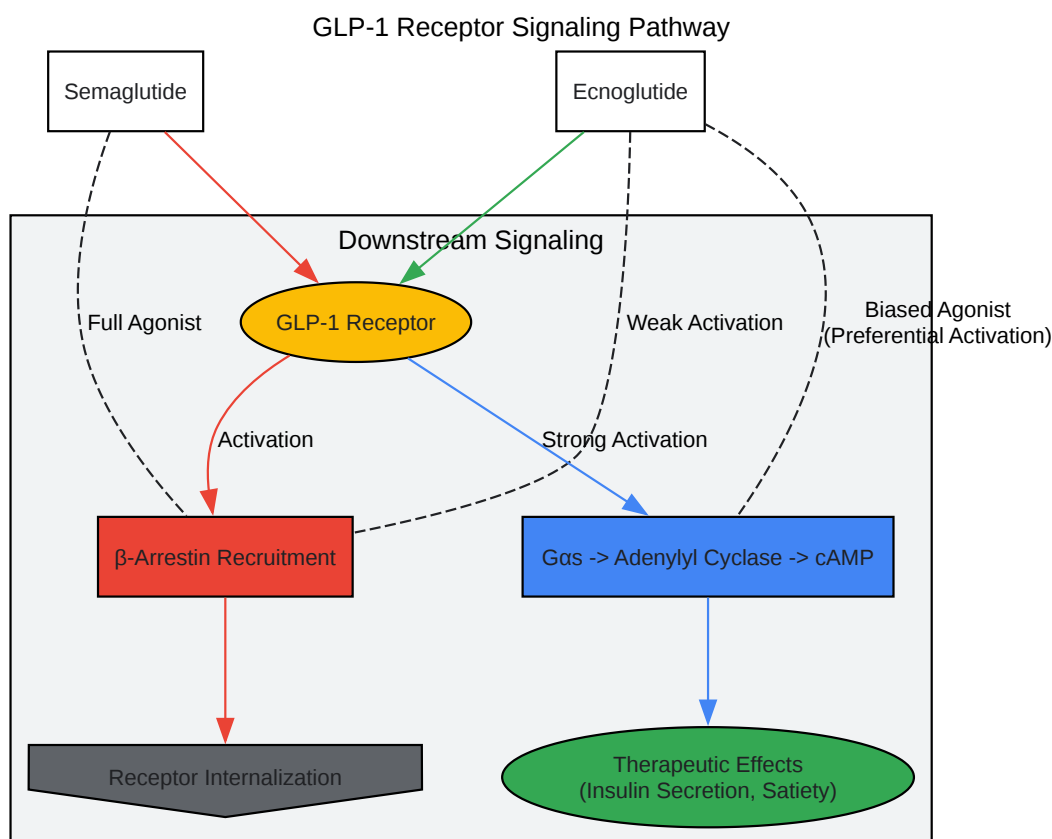 GLP-1 Receptor Signaling Pathway
Semaglutide
Ecnoglutide
Downstream Signaling
GLP-1 Receptor
Full Agonist
Weak Activation
Biased Agonist
(Preferential Activation)
Activation
Strong Activation
β-Arrestin Recruitment
Gαs -> Adenylyl Cyclase -> cAMP
Receptor Internalization
Therapeutic Effects
(Insulin Secretion, Satiety)